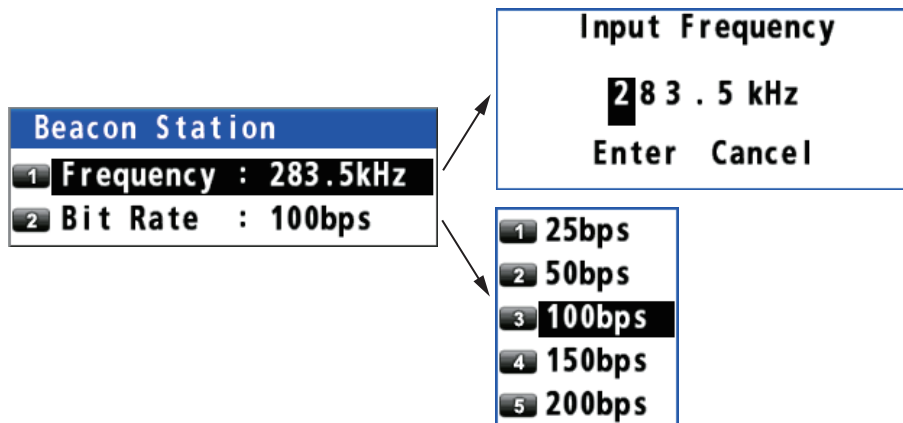 Beacon Station
1 Frequency : 283.5kHz
2 Bit Rate : 100bps
Input Frequency
283.5 kHz
Enter Cancel
1 25bps
2 50bps
3 100bps
4 150bps
5 200bps